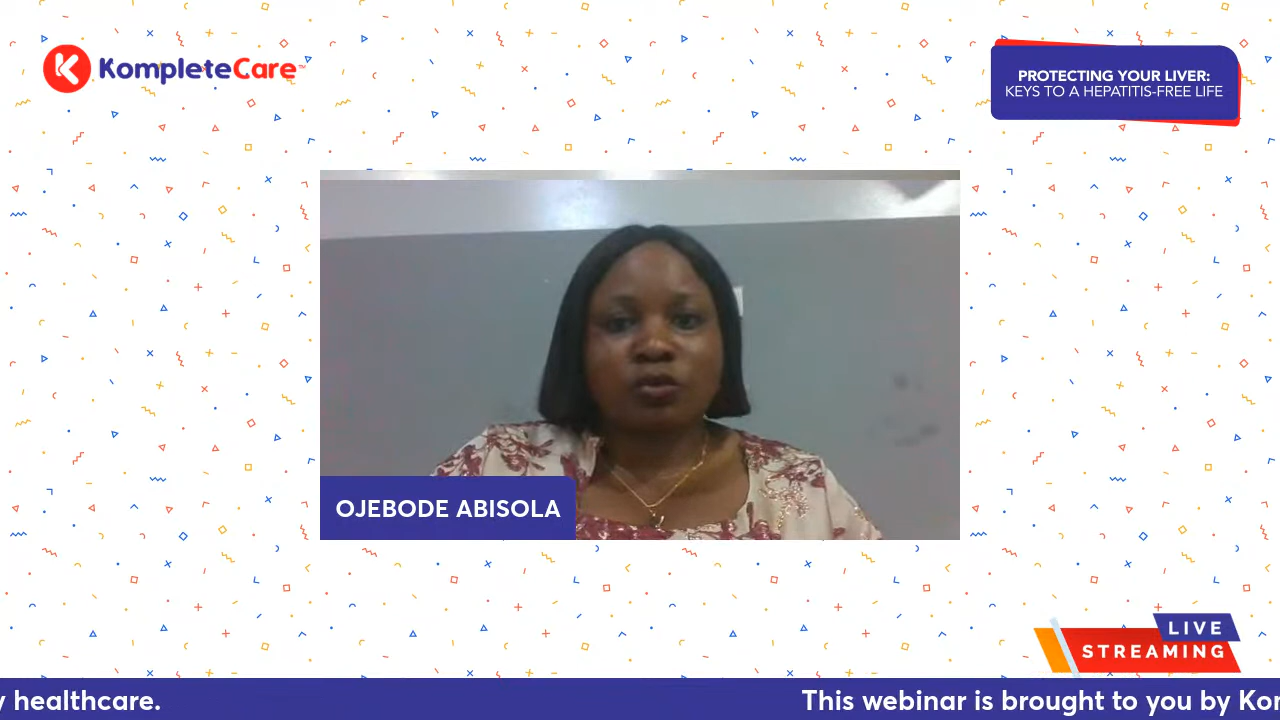 KompleteCare™
PROTECTING YOUR LIVER:
KEYS TO A HEPATITIS-FREE LIFE
OJEBODE ABISOLA
LIVE
STREAMING
healthcare.
This webinar is brought to you by